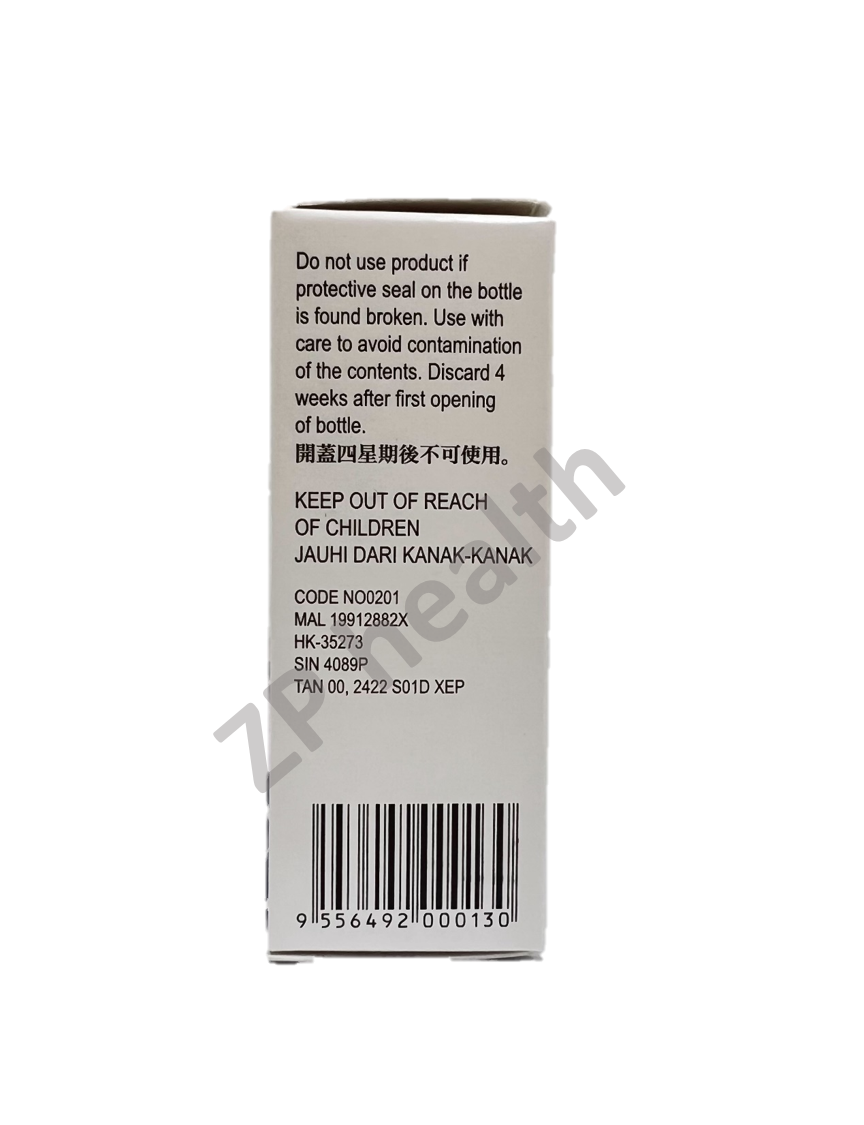 Do not use product if
protective seal on the bottle
is found broken. Use with
care to avoid contamination
of the contents. Discard 4
weeks after first opening
of bottle.
開蓋四星期後不可使用。
KEEP OUT OF REACH
OF CHILDREN
JAUHI DARI KANAK-KANAK
CODE NO0201
MAL 19912882X
HK-35273
SIN 4089P
TAN 00, 2422 S01D XEP
9 556492 000130
ZP health